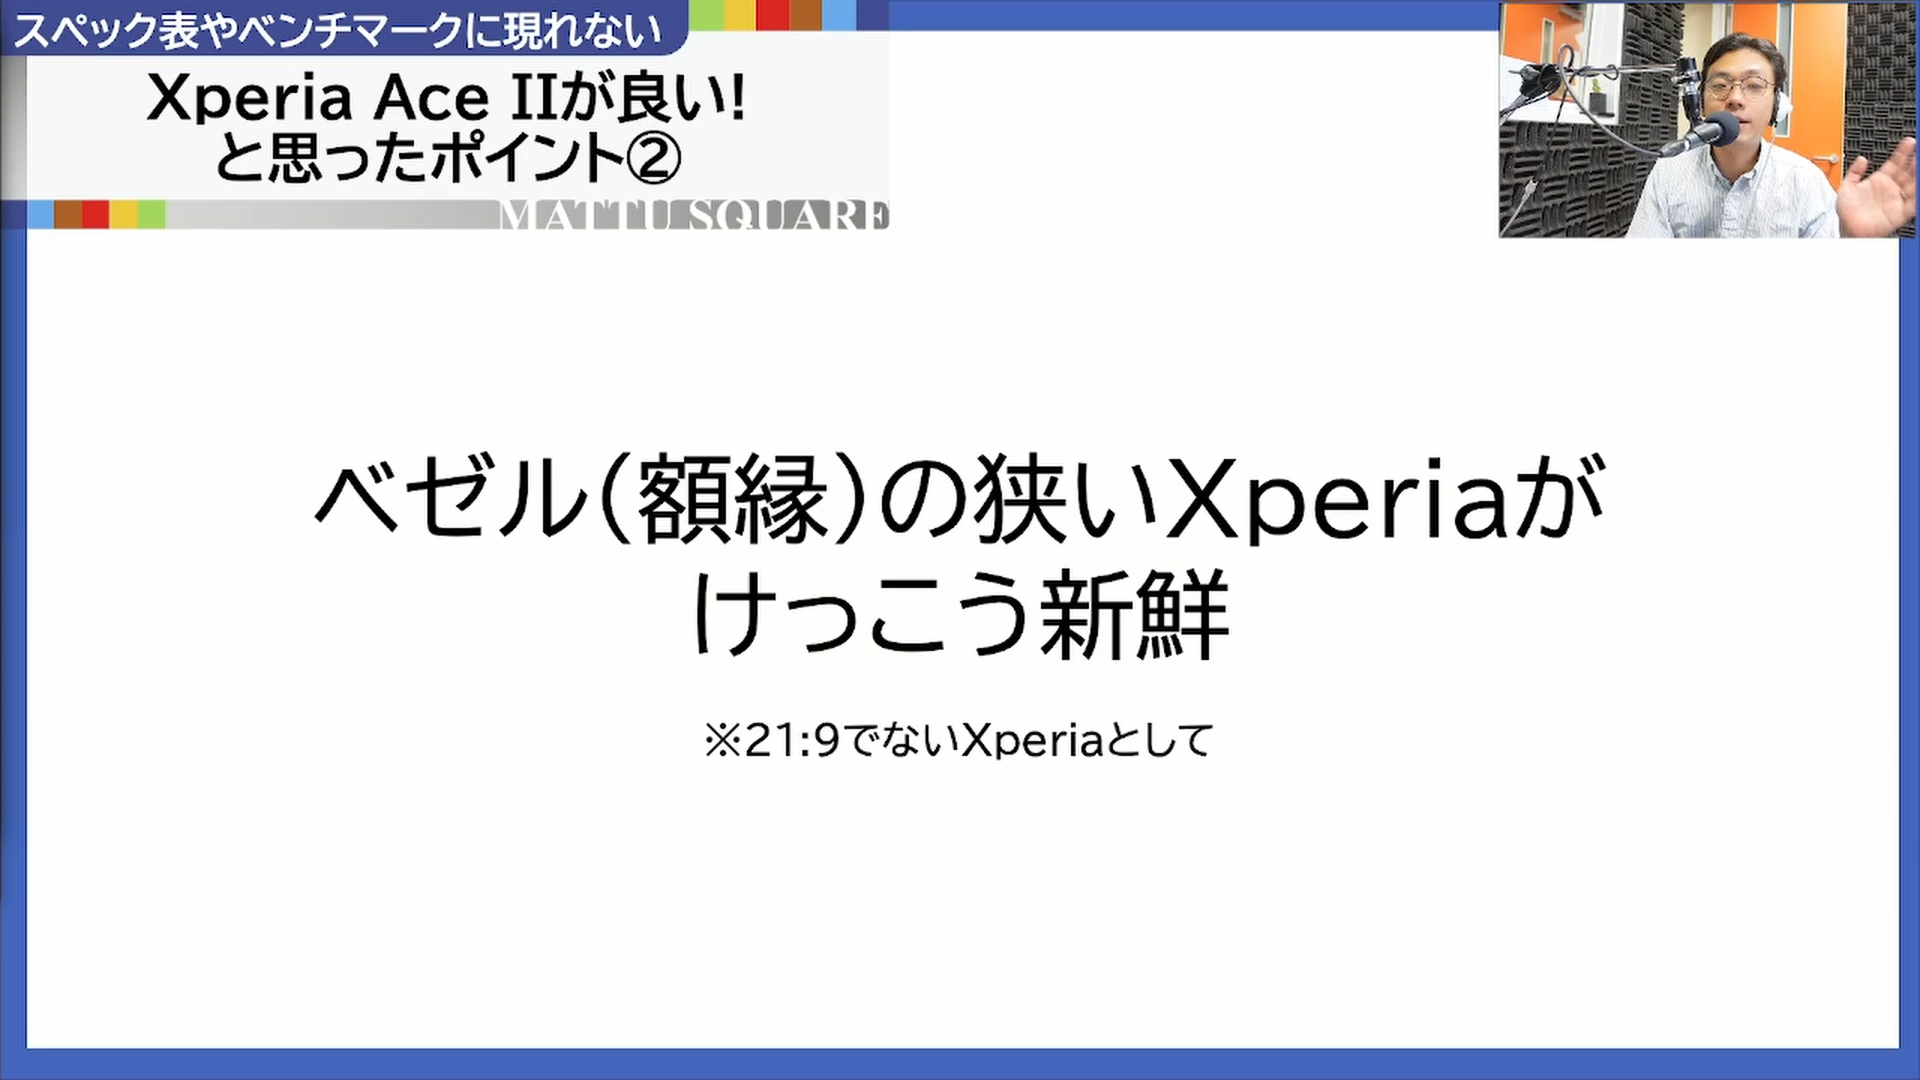 スペック表やベンチマークに現れない
Xperia Ace IIが良い!
と思ったポイント②
MATTU SQUARE
ベゼル(額縁)の狭いXperiaが
けっこう新鮮
※21:9でないXperiaとして